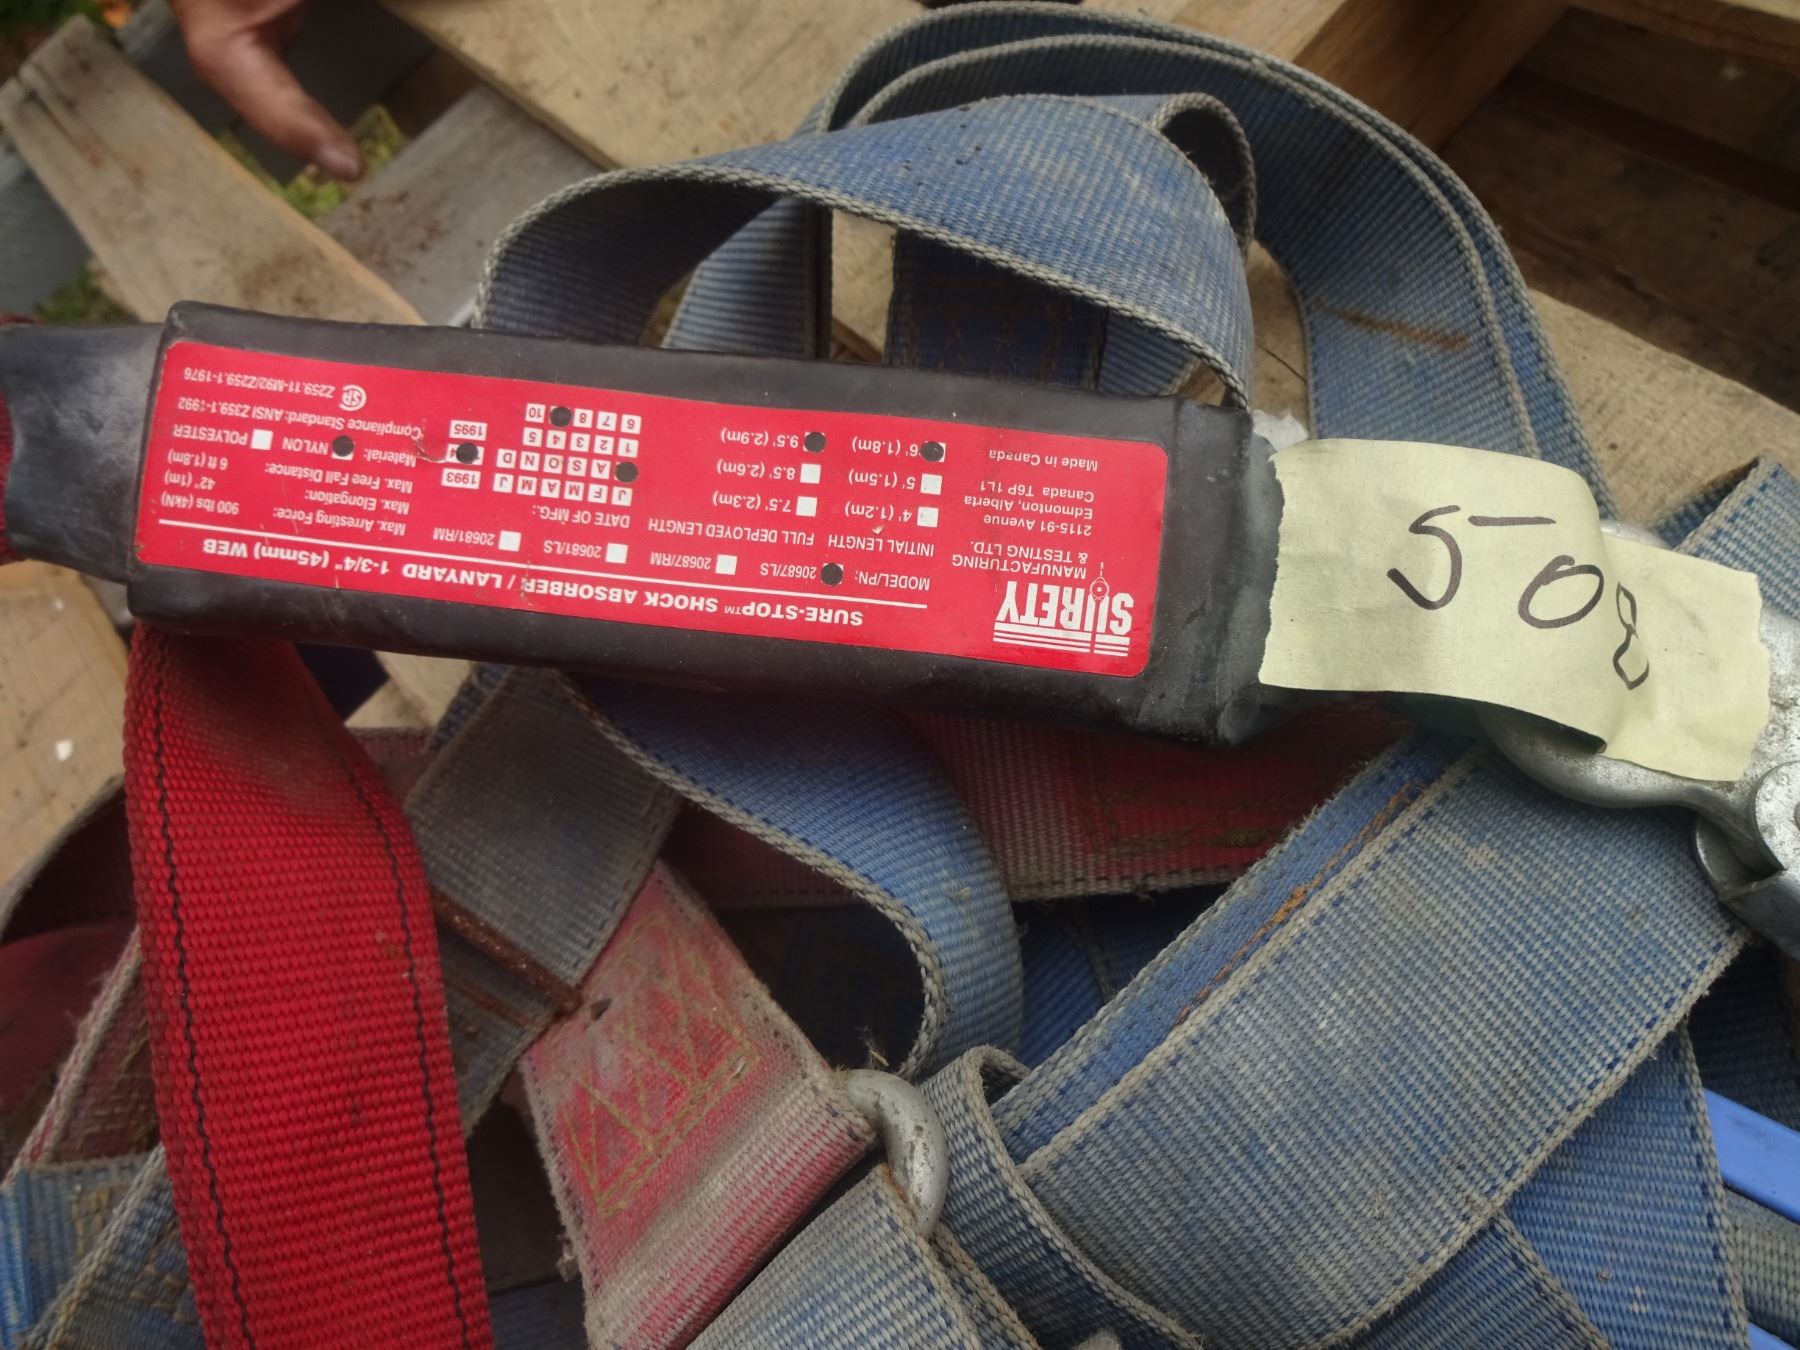 SURETY
MANUFACTURING
& TESTING LTD.
2115-91 Avenue
Edmonton, Alberta
Canada T6P 1L1
Made in Canada
SURE-STOP™ SHOCK ABSORBER / LANYARD 1-3/4" (45mm) WEB
MODEL/PN: 20687/LS 20687/RM 20681/LS 20681/RM
INITIAL LENGTH
4' (1.2m)
5' (1.5m)
6' (1.8m)
FULL DEPLOYED LENGTH
7.5' (2.3m)
8.5' (2.6m)
9.5' (2.9m)
DATE OF MFG.:
J F M A M J 1993
A S O N D
1 2 3 4 5 1995
6 7 8 10
Max. Arresting Force: 900 lbs (4kN)
Max. Elongation: 42" (1m)
Max. Free Fall Distance: 6 ft (1.8m)
Material: NYLON POLYESTER
Compliance Standard: ANSI Z359.1-1992
Z259.11-M92/Z259.1-1976
508